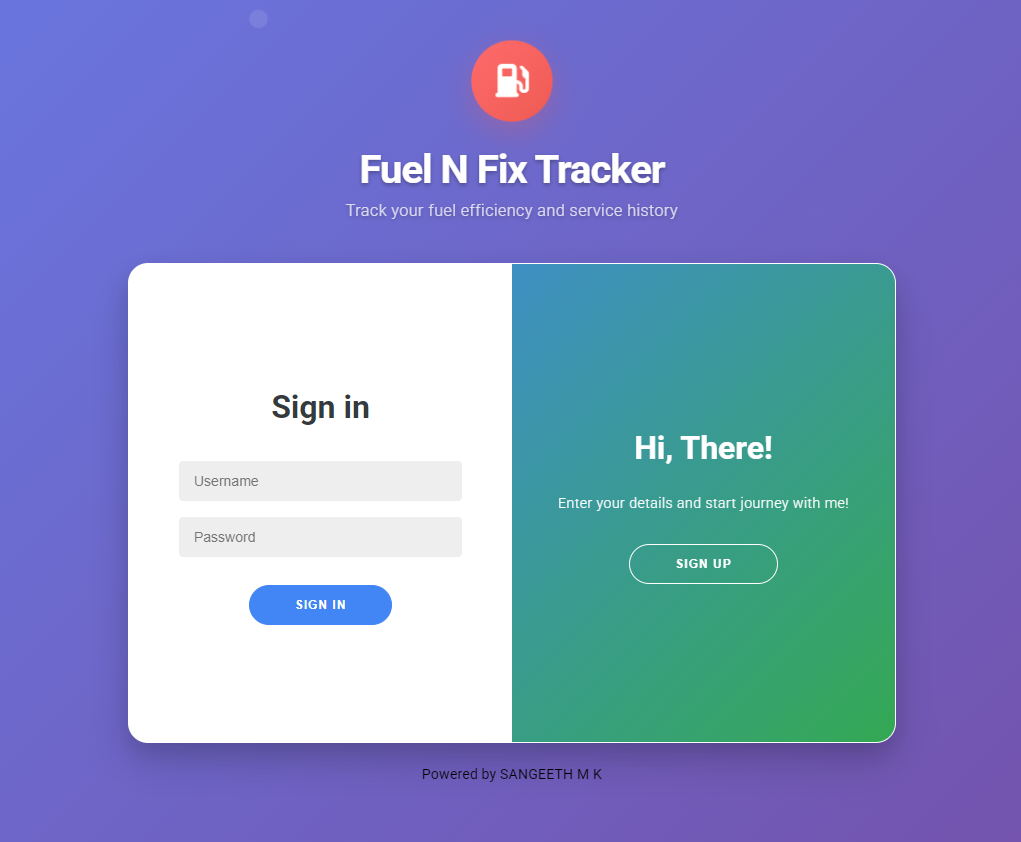 Fuel N Fix Tracker
Track your fuel efficiency and service history
Sign in
Username
Password
SIGN IN
Hi, There!
Enter your details and start journey with me!
SIGN UP
Powered by SANGEETH M K